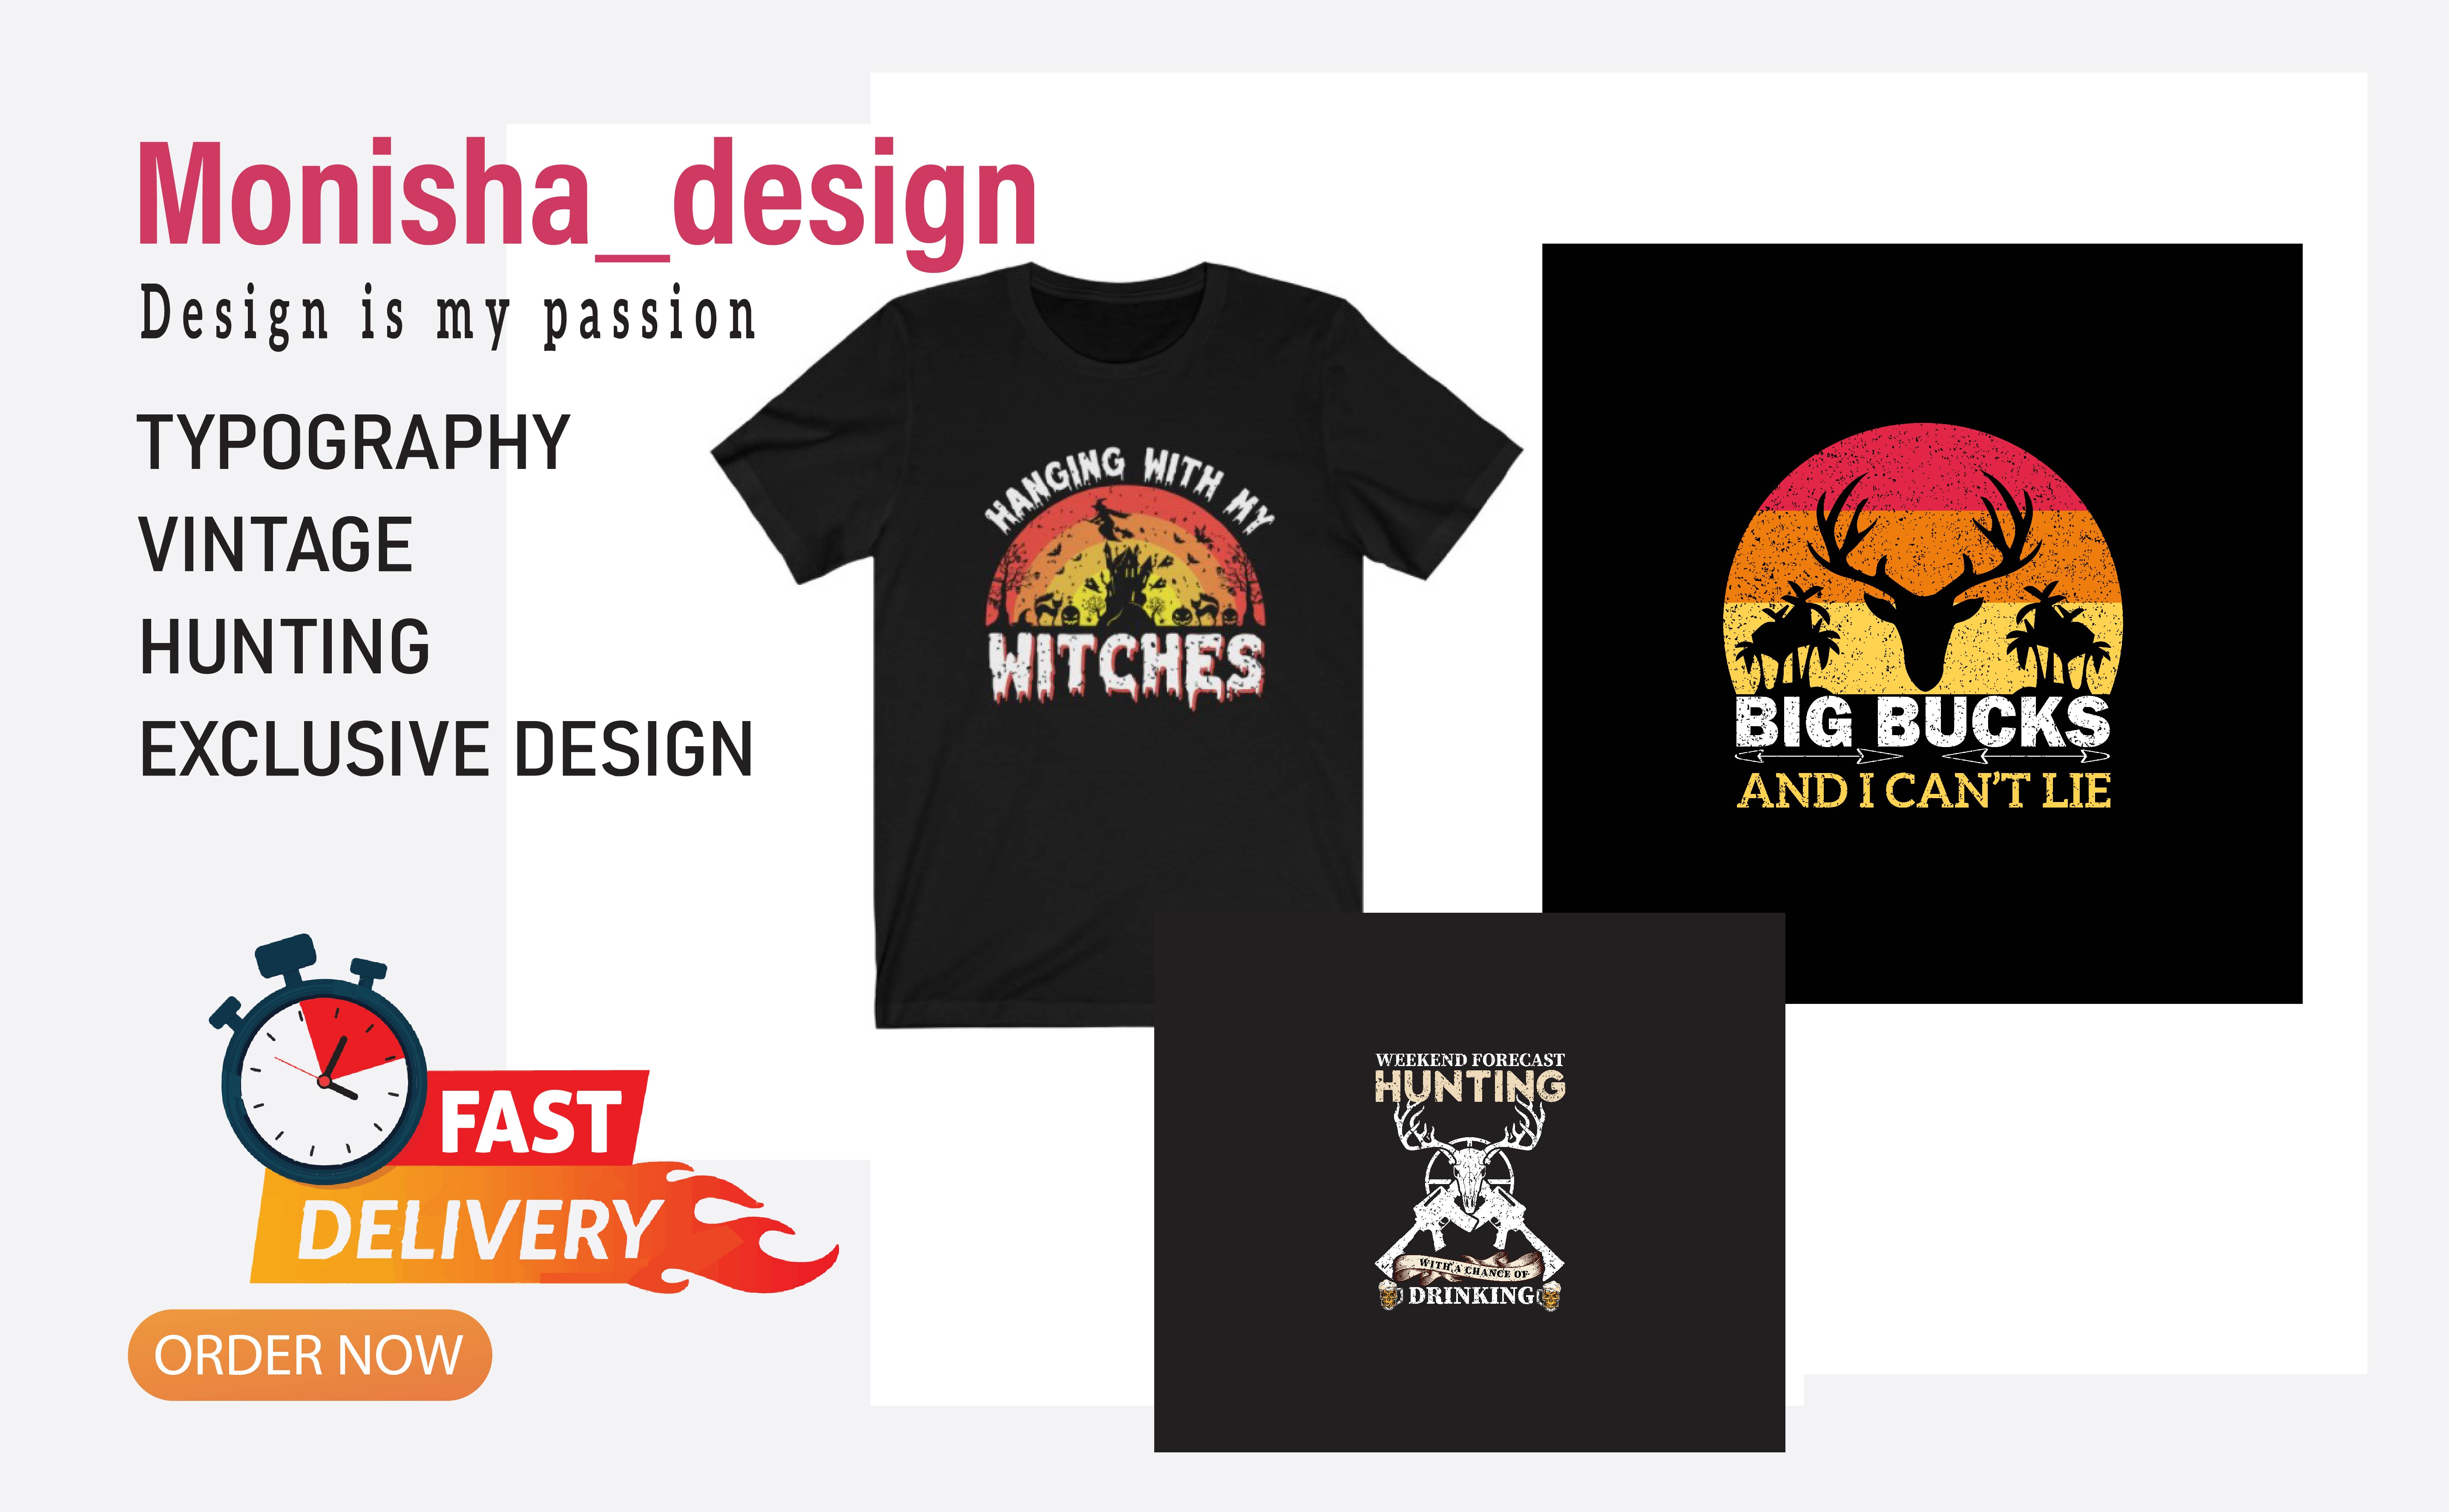 Monisha_design
Design is my passion
TYPOGRAPHY
VINTAGE
HUNTING
EXCLUSIVE DESIGN
FAST
DELIVERY
ORDER NOW
HANGING WITH MY
WITCHES
BIG BUCKS
AND I CAN'T LIE
WEEKEND FORECAST
HUNTING
WITH A CHANCE OF
DRINKING